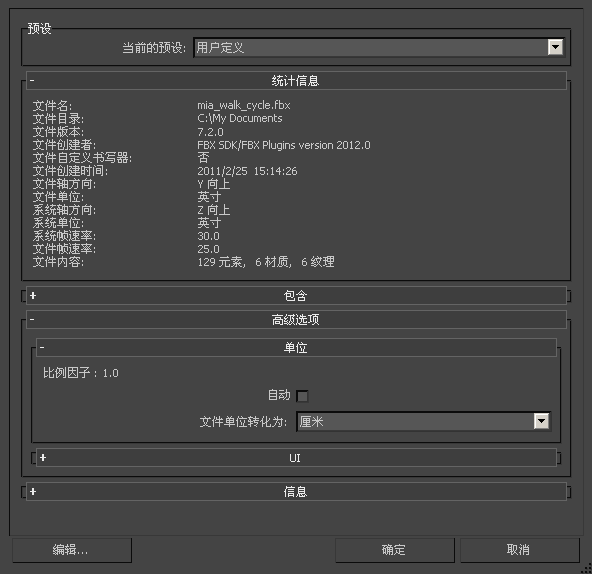 预设
当前的预设: 用户定义
- 统计信息
文件名: mia_walk_cycle.fbx
文件目录: C:\My Documents
文件版本: 7.2.0
文件创建者: FBX SDK/FBX Plugins version 2012.0
文件自定义书写器: 否
文件创建时间: 2011/2/25 15:14:26
文件轴方向: Y 向上
文件单位: 英寸
系统轴方向: Z 向上
系统单位: 英寸
系统帧速率: 30.0
文件帧速率: 25.0
文件内容: 129 元素, 6 材质, 6 纹理
+ 包含
- 高级选项
- 单位
比例因子 : 1.0
自动
文件单位转化为: 厘米
+ UI
+ 信息
编辑... 确定 取消